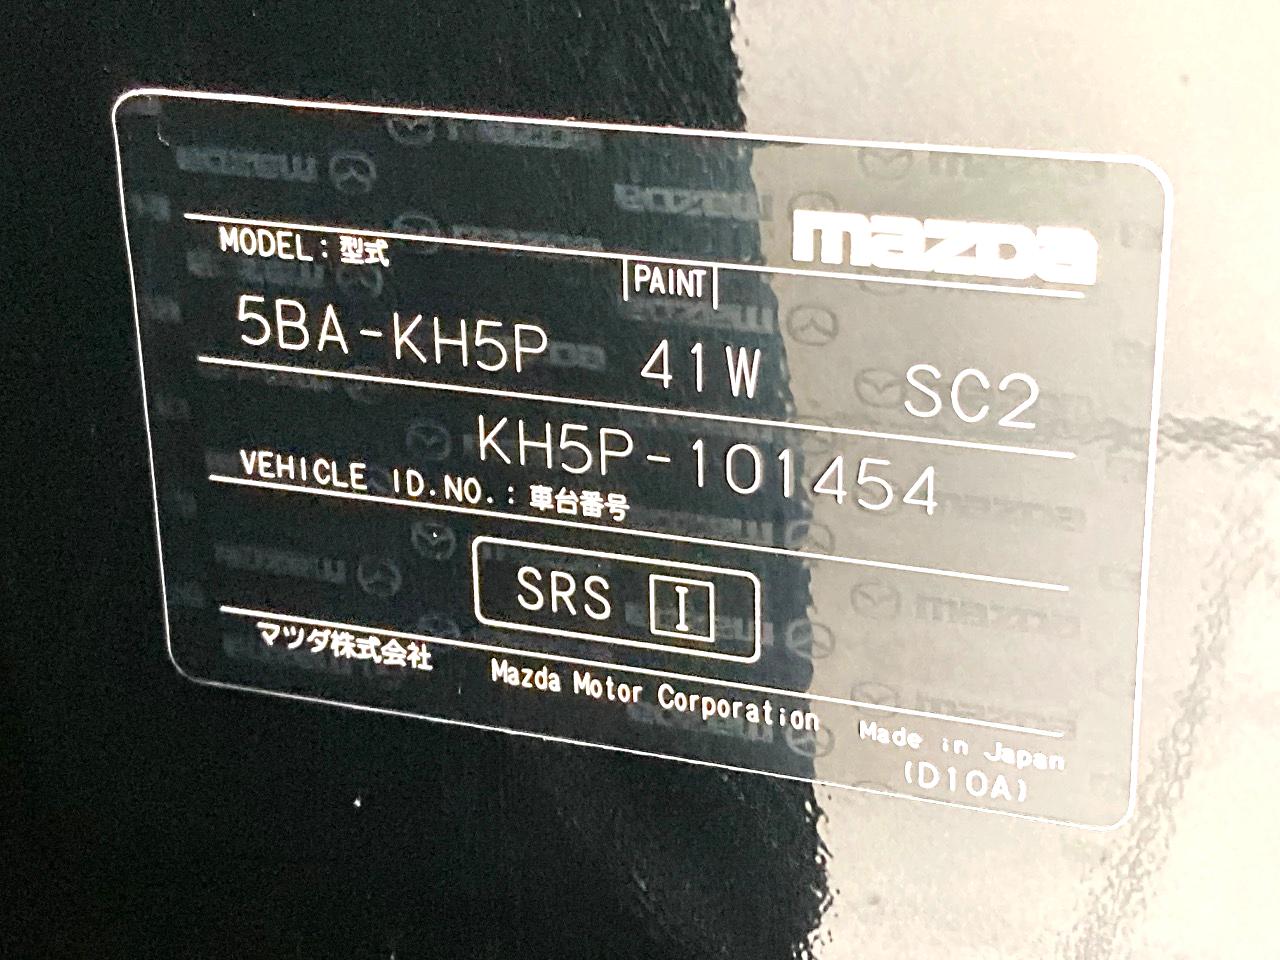 mazda
MODEL : 型式
PAINT
5BA-KH5P 41W SC2
KH5P-101454
VEHICLE ID.NO. : 車台番号
SRS I
マツダ株式会社 Mazda Motor Corporation Made in Japan
(D10A)